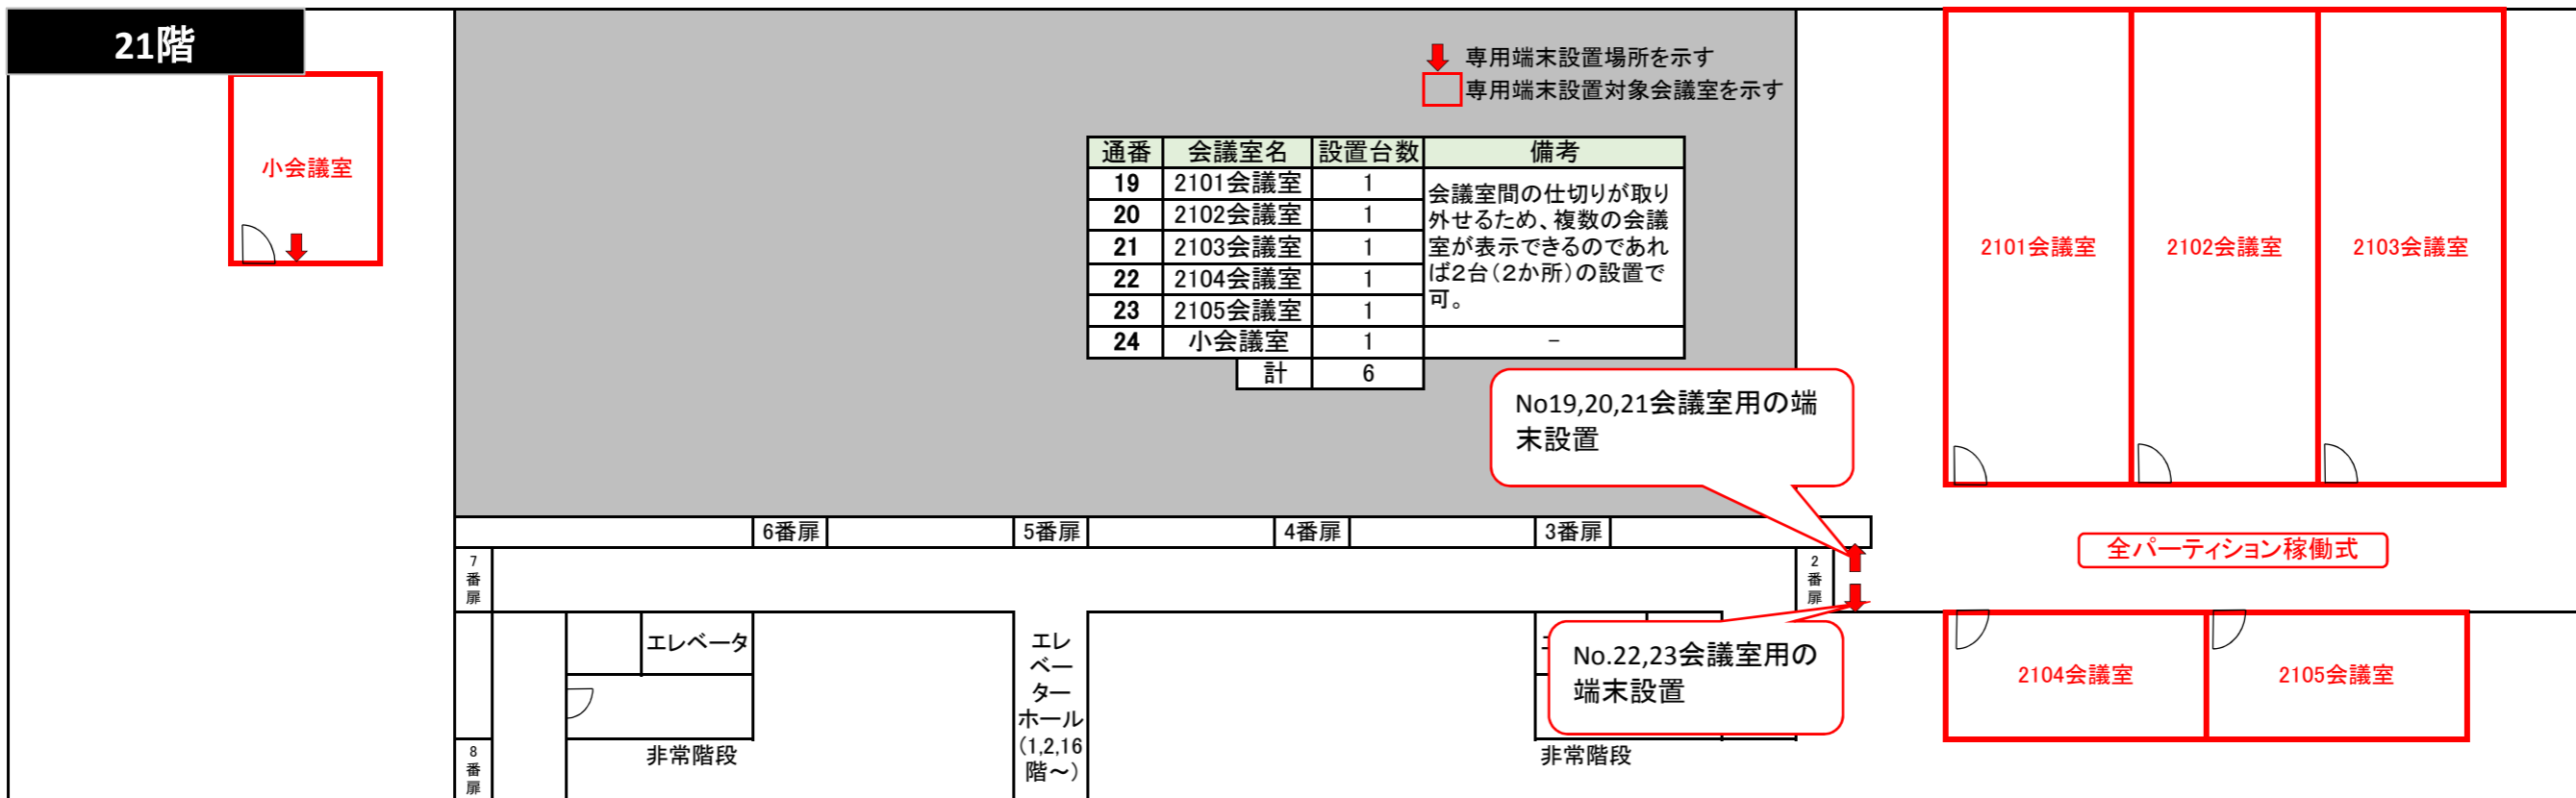 21階
専用端末設置場所を示す
専用端末設置対象会議室を示す
小会議室
通番 会議室名 設置台数 備考
19 2101会議室 1
20 2102会議室 1
21 2103会議室 1
22 2104会議室 1
23 2105会議室 1
会議室間の仕切りが取り
外せるため、複数の会議
室が表示できるのであれ
ば2台(2か所)の設置で
可。
24 小会議室 1 -
計 6
2101会議室 2102会議室 2103会議室
No19,20,21会議室用の端
末設置
6番扉 5番扉 4番扉 3番扉
全パーティション稼働式
7
番
扉
2
番
扉
エレベータ
エレ
ベー
ター
ホール
(1,2,16
階~)
No.22,23会議室用の
端末設置
2104会議室 2105会議室
非常階段
非常階段
8
番
扉